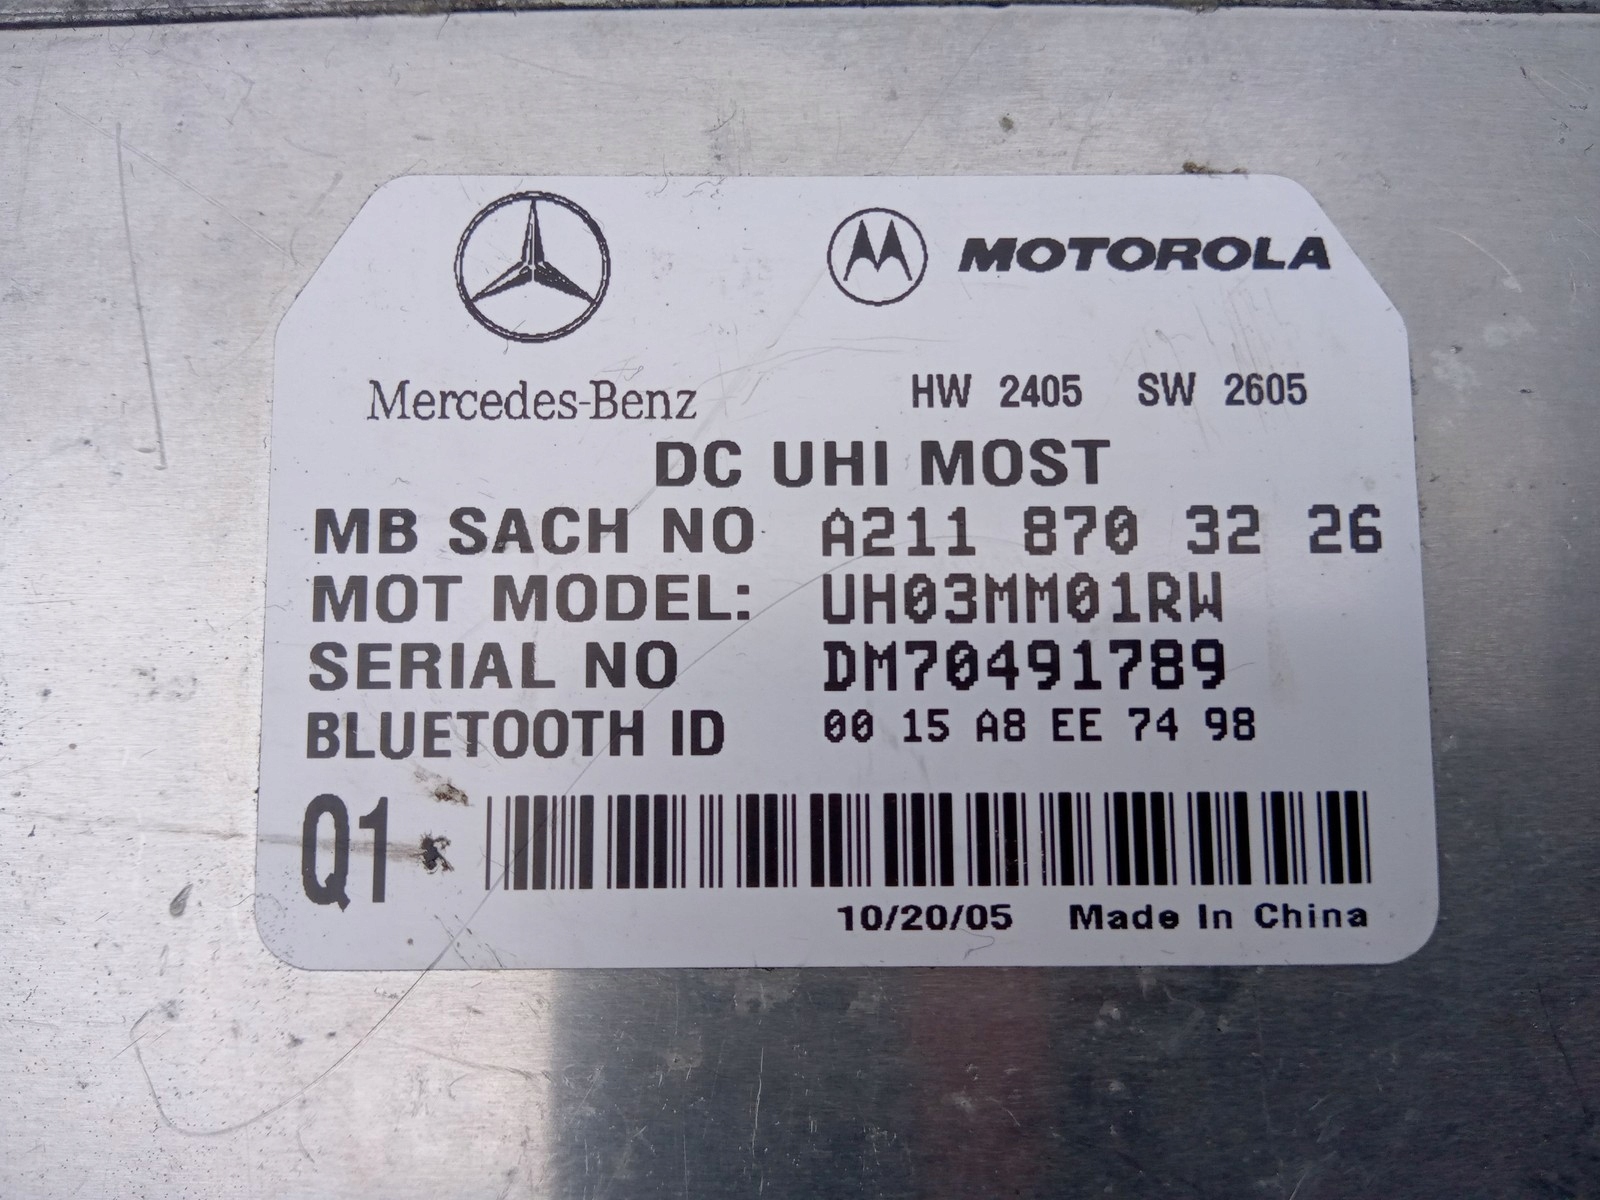 MOTOROLA
Mercedes-Benz HW 2405 SW 2605
DC UHI MOST
MB SACH NO A211 870 32 26
MOT MODEL: UH03MM01RW
SERIAL NO DM70491789
BLUETOOTH ID 00 15 A8 EE 74 98
Q1
10/20/05 Made In China